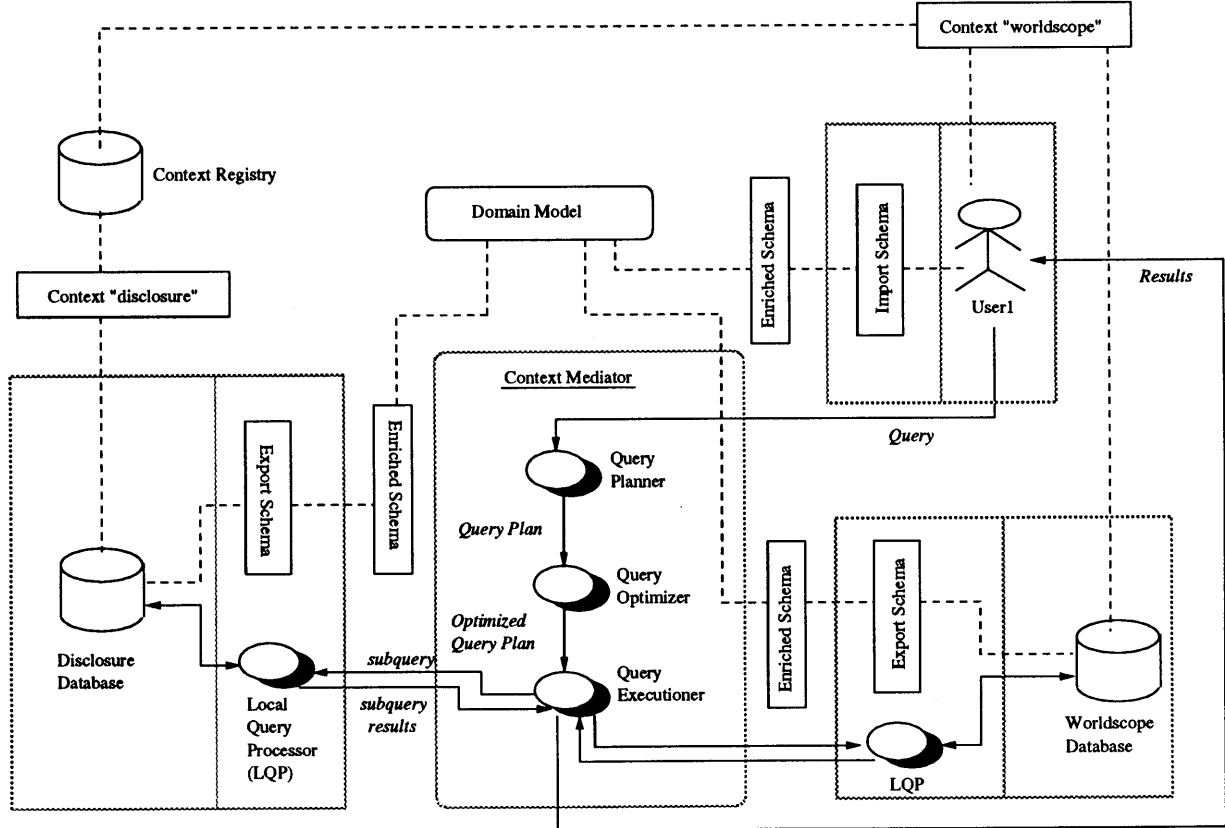 Context "worldscope"
Context Registry
Domain Model
Enriched Schema
Import Schema
User1
Results
Context "disclosure"
Context Mediator
Query
Export Schema
Enriched Schema
Query
Planner
Query Plan
Query
Optimizer
Optimized
Query Plan
Enriched Schema
Export Schema
Disclosure
Database
subquery
subquery
results
Query
Executioner
Local
Query
Processor
(LQP)
Worldscope
Database
LQP